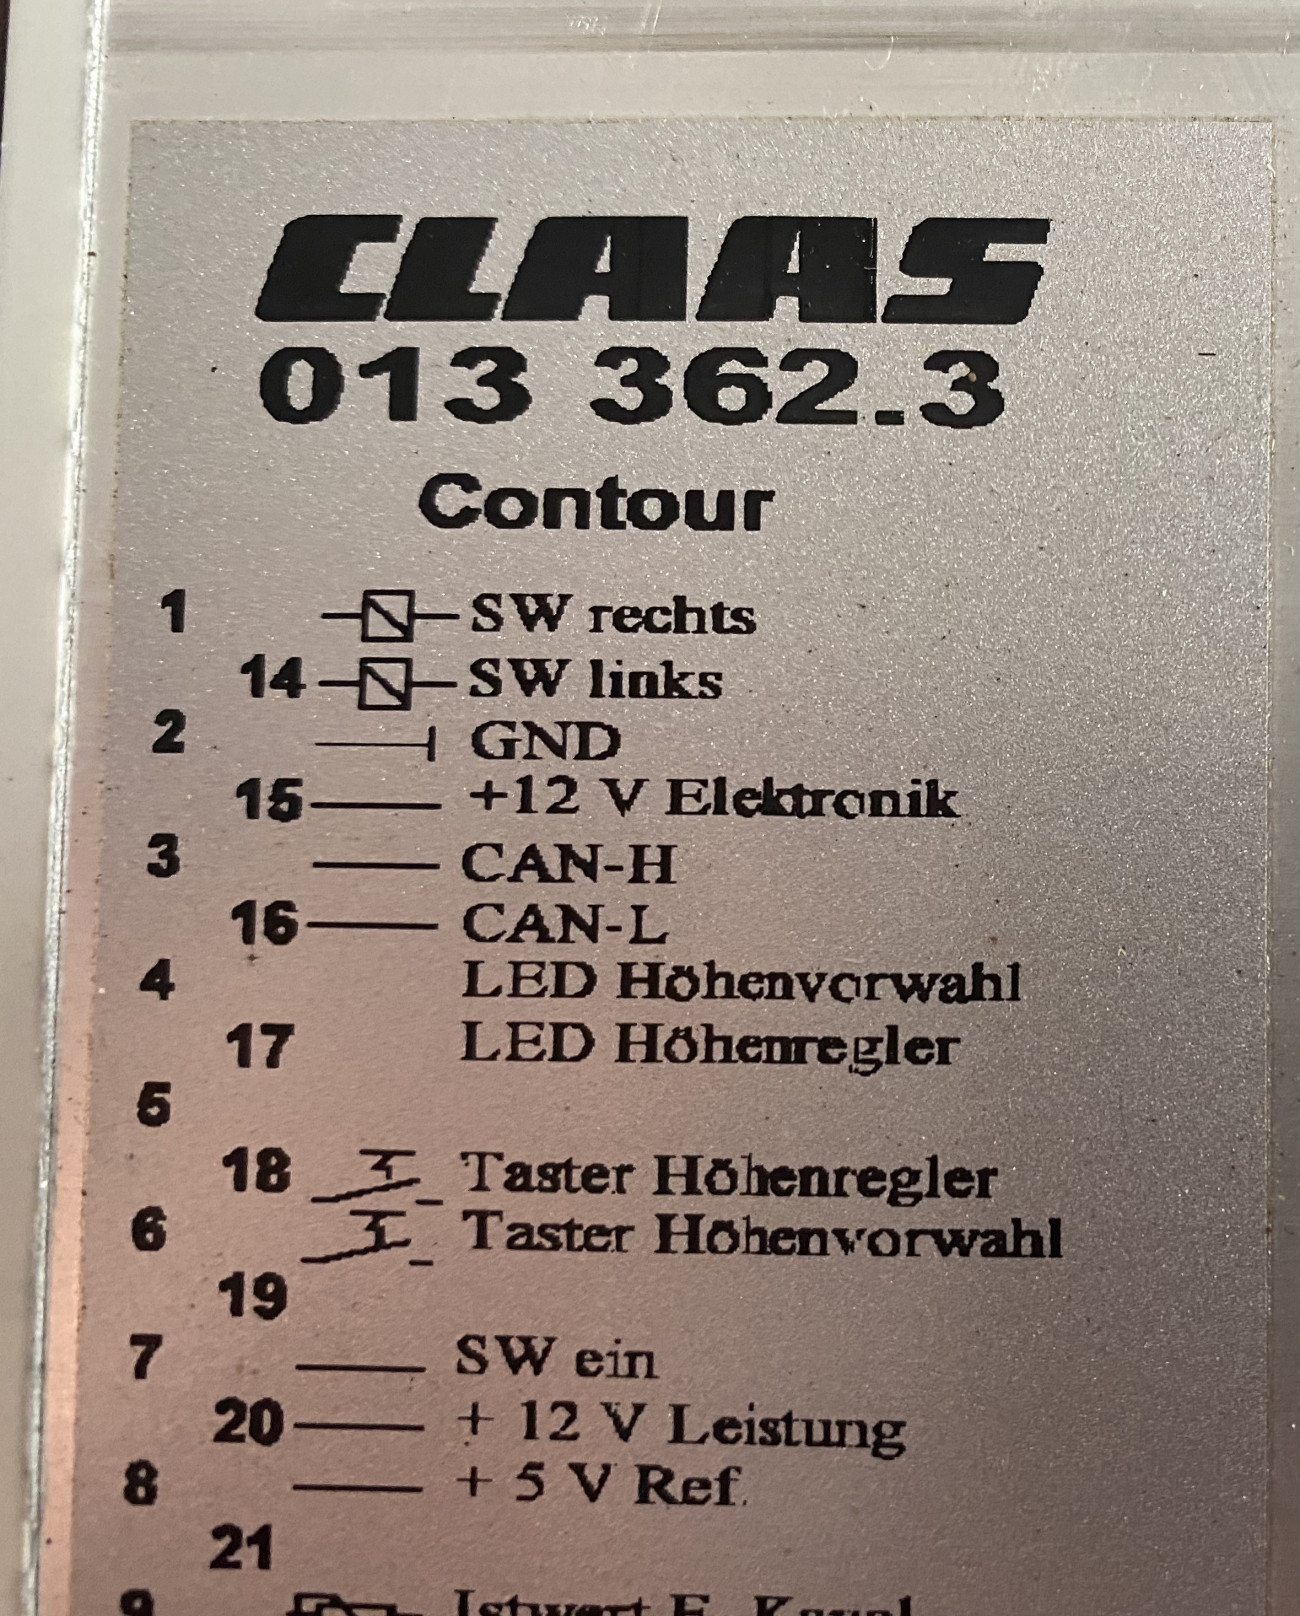 CLAAS
013 362.3
Contour
1 SW rechts
14 SW links
2 GND
15 +12 V Elektronik
3 CAN-H
16 CAN-L
4 LED Höhenvorwahl
17 LED Höhenregler
5
18 Taster Höhenregler
6 Taster Höhenvorwahl
19
7 SW ein
20 + 12 V Leistung
8 + 5 V Ref.
21
9 Istwert